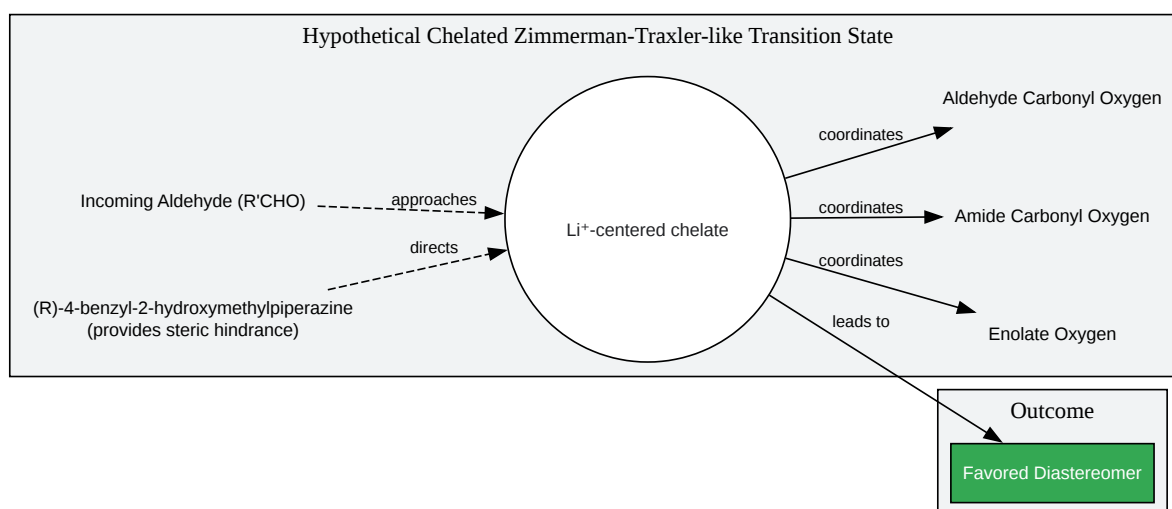 Hypothetical Chelated Zimmerman-Traxler-like Transition State
Aldehyde Carbonyl Oxygen
coordinates
Incoming Aldehyde (R'CHO)
approaches
Li⁺-centered chelate
coordinates
Amide Carbonyl Oxygen
directs
coordinates
(R)-4-benzyl-2-hydroxymethylpiperazine
(provides steric hindrance)
leads to
Enolate Oxygen
Outcome
Favored Diastereomer